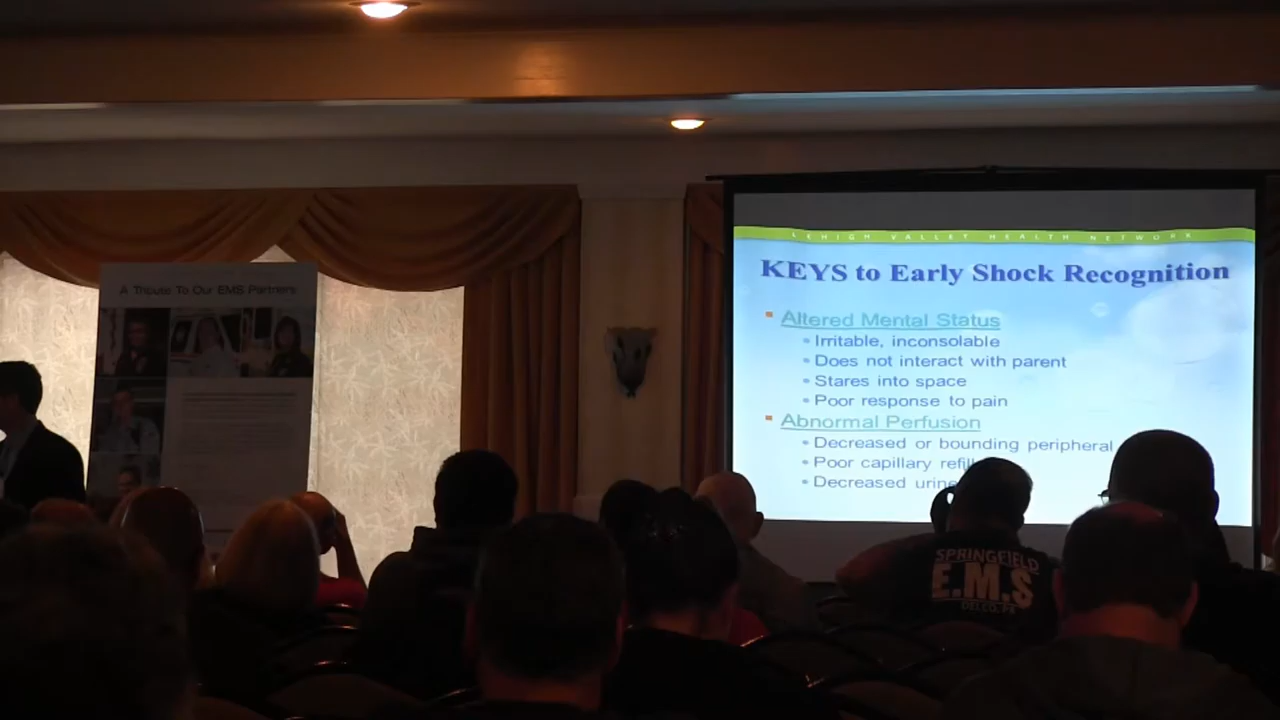 A Tribute To Our EMS Partners
LEHIGH VALLEY HEALTH NETWORK
KEYS to Early Shock Recognition
Altered Mental Status
Irritable, inconsolable
Does not interact with parent
Stares into space
Poor response to pain
Abnormal Perfusion
Decreased or bounding peripheral
Poor capillary refill
Decreased urine
SPRINGFIELD
E.M.S
DELCO, PA